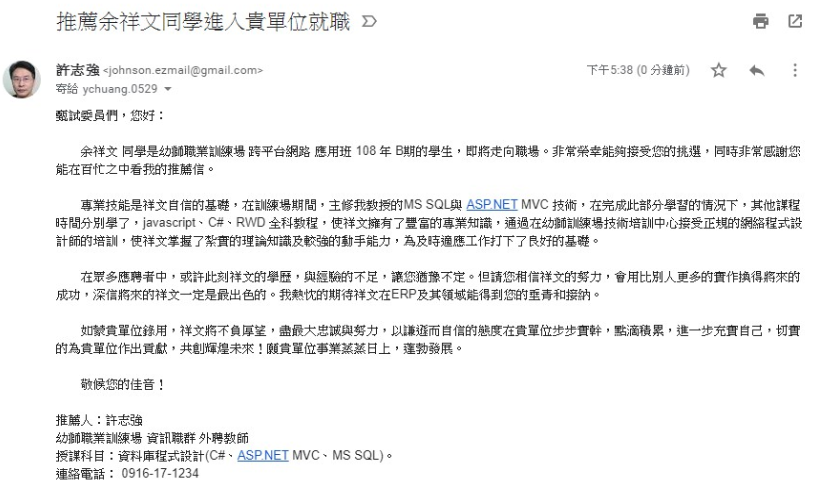 推薦余祥文同學進入貴單位就職
許志強 <johnson.ezmail@gmail.com>
下午5:38 (0 分鐘前)
寄給 ychuang.0529
甄試委員們，您好：
余祥文 同學是幼獅職業訓練場 跨平台網路 應用班 108 年 B期的學生，即將走向職場。非常榮幸能夠接受您的挑選，同時非常感謝您
能在百忙之中看我的推薦信。
專業技能是祥文自信的基礎，在訓練場期間，主修我教授的MS SQL與 ASP.NET MVC 技術，在完成此部分學習的情況下，其他課程
時間分別學了，javascript、C#、RWD 全科教程，使祥文擁有了豐富的專業知識，通過在幼獅訓練場技術培訓中心接受正規的網絡程式設
計師的培訓，使祥文掌握了紮實的理論知識及較強的動手能力，為及時適應工作打下了良好的基礎。
在眾多應聘者中，或許此刻祥文的學歷，與經驗的不足，讓您猶豫不定。但請您相信祥文的努力，會用比別人更多的實作換得將來的
成功，深信將來的祥文一定是最出色的。我熱忱的期待祥文在ERP及其領域能得到您的垂青和接納。
如蒙貴單位錄用，祥文將不負厚望，盡最大忠誠與努力，以謙遜而自信的態度在貴單位步步實幹，點滴積累，進一步充實自己，切實
的為貴單位作出貢獻，共創輝煌未來！願貴單位事業蒸蒸日上，蓬勃發展。
敬候您的佳音！
推薦人：許志強
幼獅職業訓練場 資訊職群 外聘教師
授課科目：資料庫程式設計(C#、ASP.NET MVC、MS SQL)。
連絡電話： 0916-17-1234